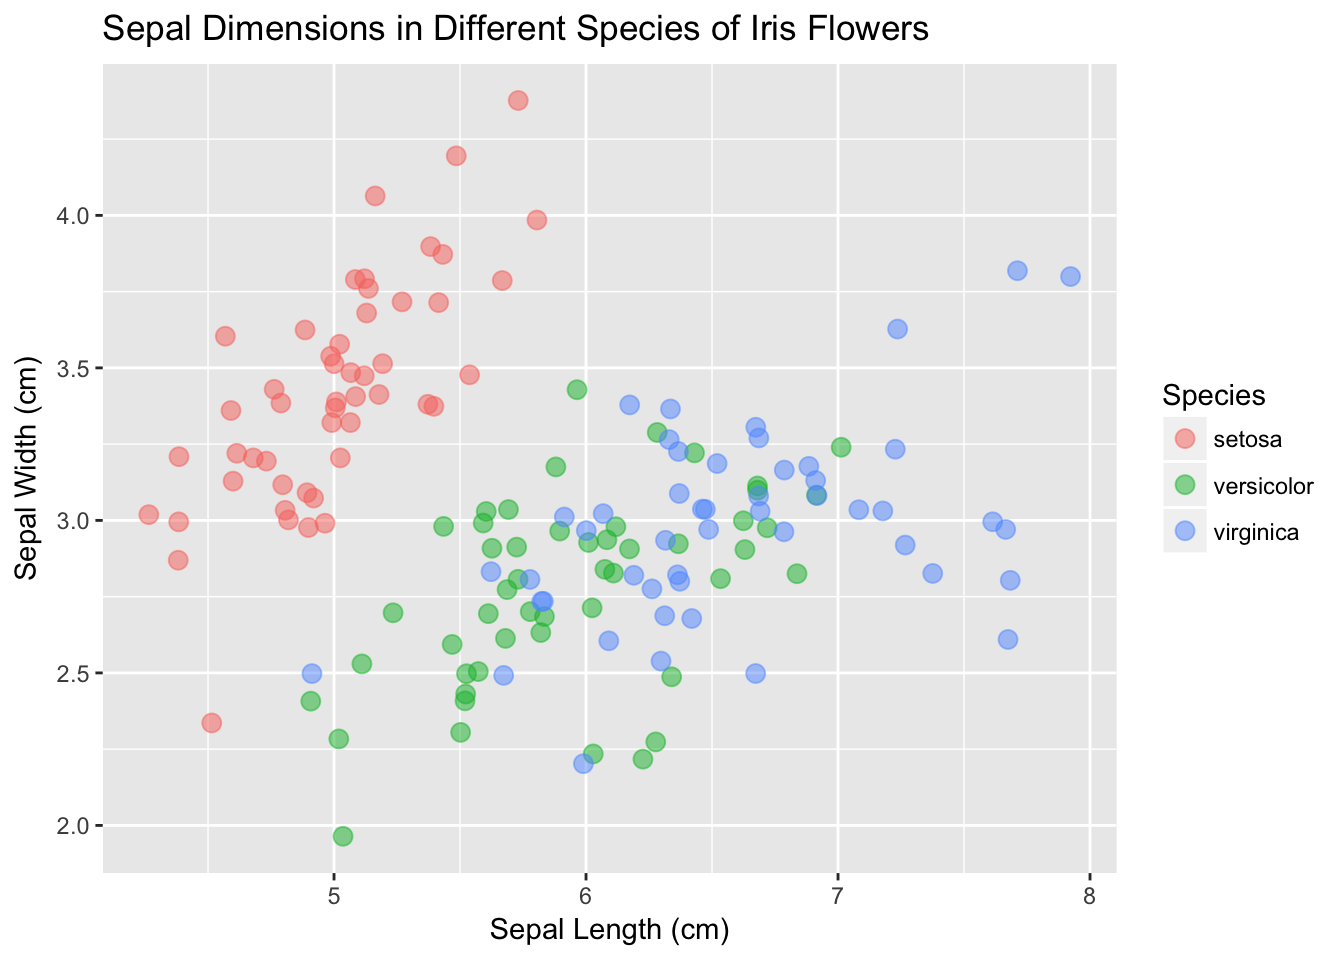 Sepal Dimensions in Different Species of Iris Flowers
Sepal Width (cm)
4.0
3.5
3.0
2.5
2.0
5 6 7 8
Sepal Length (cm)
Species
setosa
versicolor
virginica